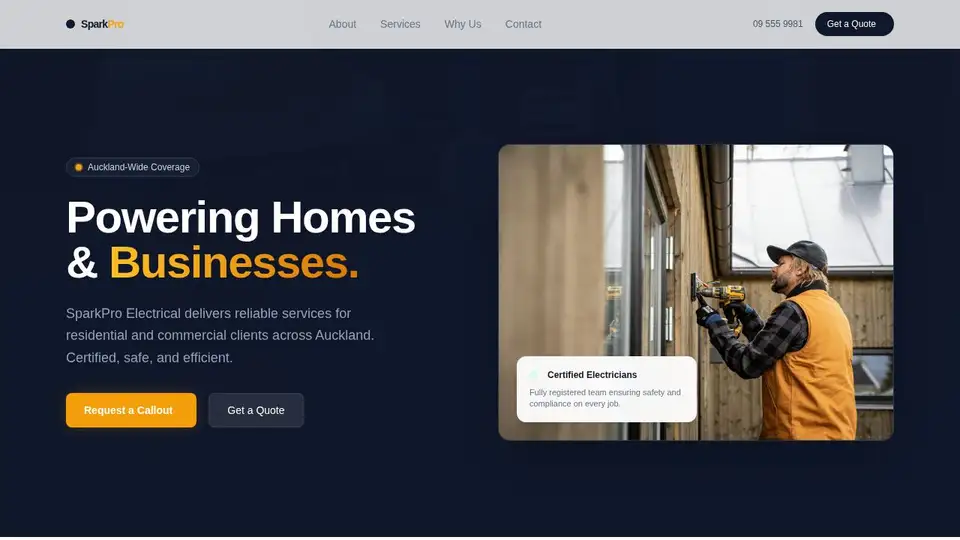 SparkPro
About Services Why Us Contact
09 555 9981
Get a Quote
Auckland-Wide Coverage
Powering Homes
& Businesses.
SparkPro Electrical delivers reliable services for
residential and commercial clients across Auckland.
Certified, safe, and efficient.
Request a Callout
Get a Quote
Certified Electricians
Fully registered team ensuring safety and
compliance on every job.